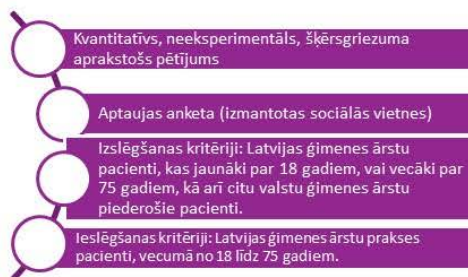 Kvantitatīvs, neeksperimentāls, šķērsgriezuma
aprakstošs pētījums
Aptaujas anketa (izmantotas sociālās vietnes)
Izslēgšanas kritēriji: Latvijas ģimenes ārstu
pacienti, kas jaunāki par 18 gadiem, vai vecāki par
75 gadiem, kā arī citu valstu ģimenes ārstu
piederošie pacienti.
Ieslēgšanas kritēriji: Latvijas ģimenes ārstu prakses
pacienti, vecumā no 18 līdz 75 gadiem.